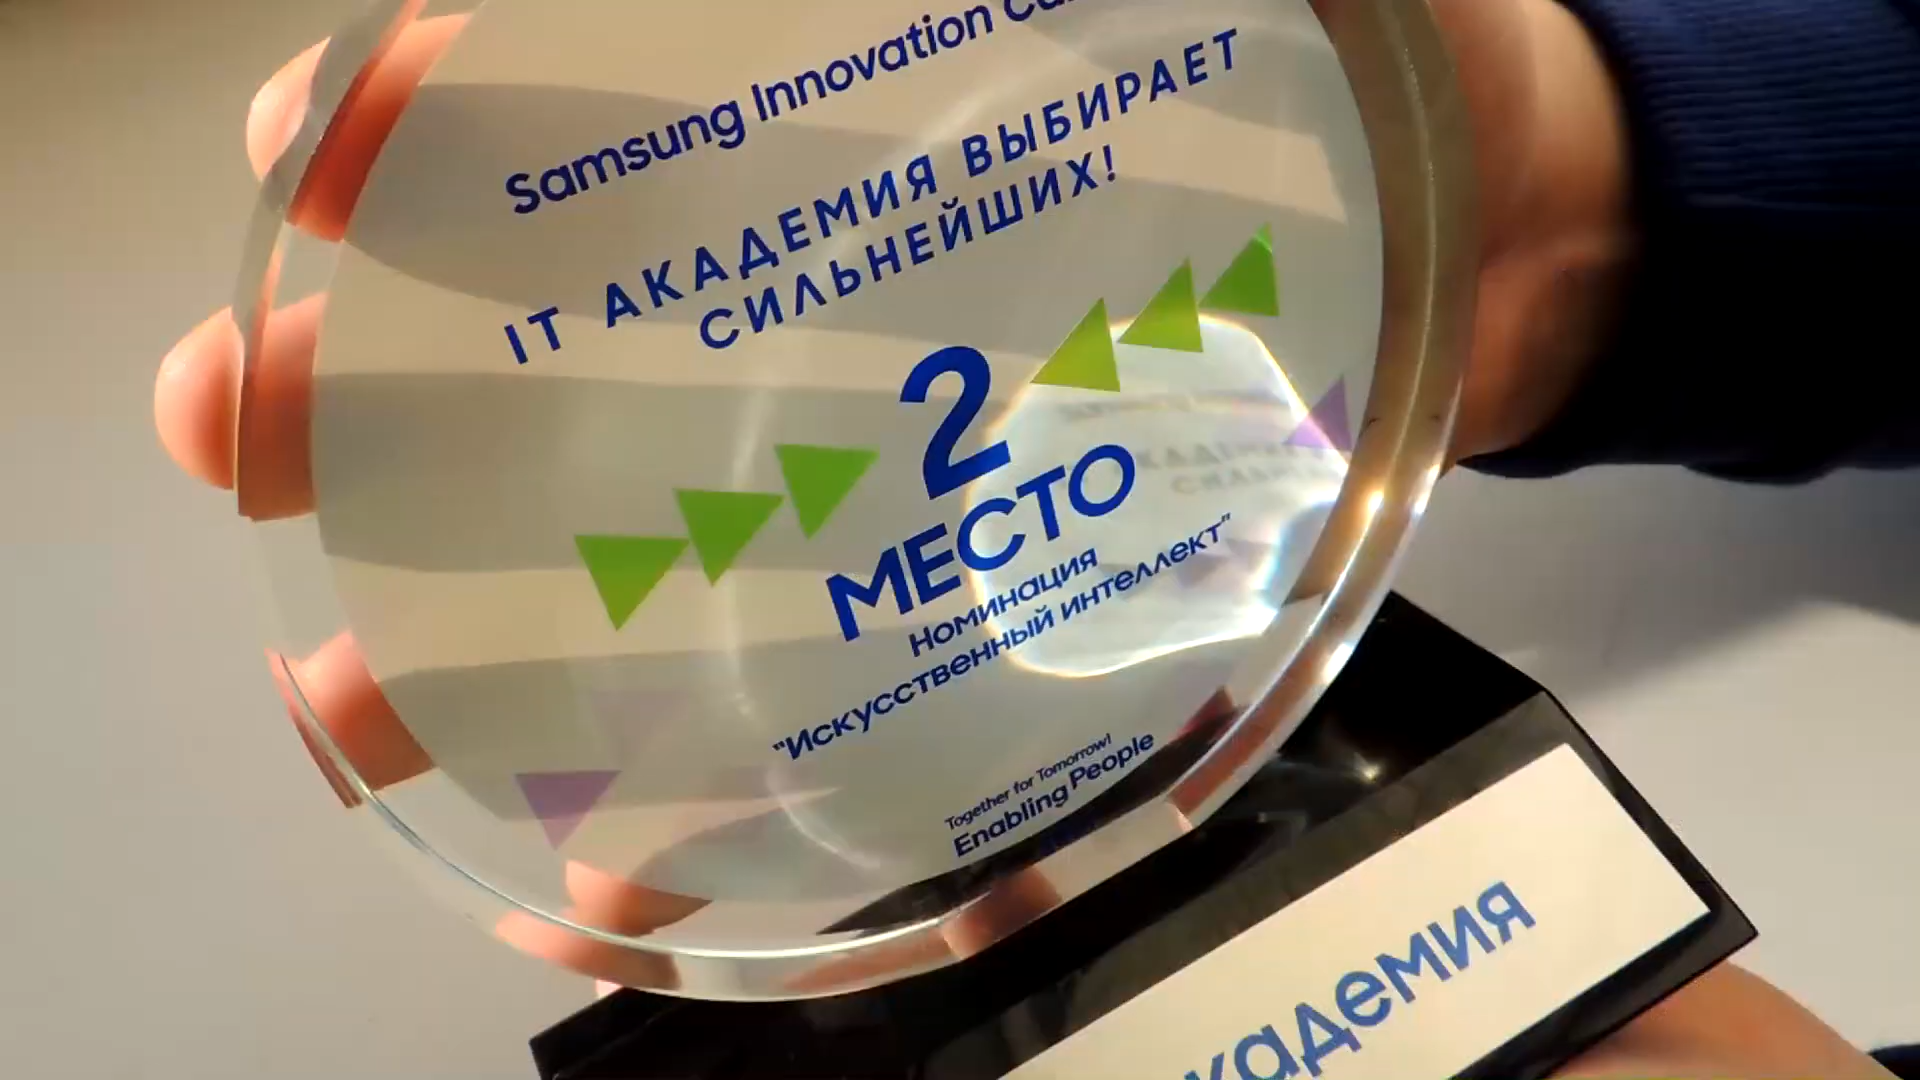 Samsung Innovation
IT АКАДЕМИЯ ВЫБИРАЕТ
СИЛЬНЕЙШИХ!
2
МЕСТО
Номинация
"Искусственный интеллект"
Together for Tomorrow!
Enabling People
кадемия